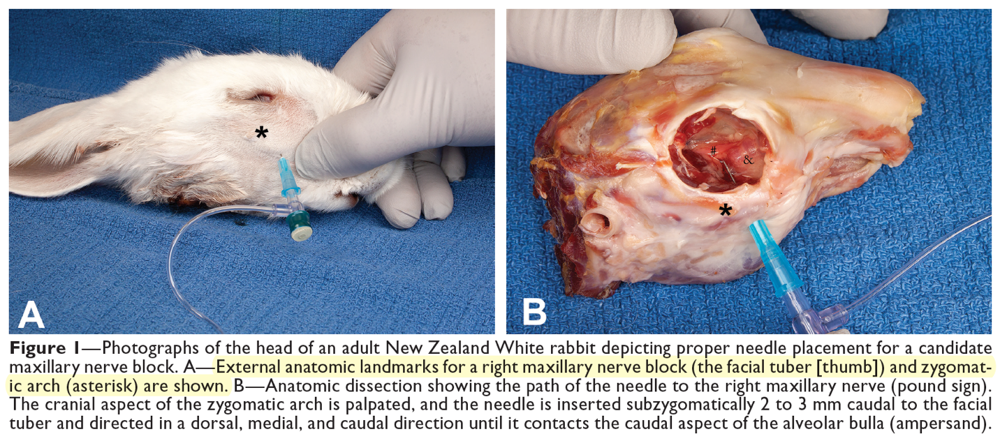 *
A
#
&
*
B
Figure 1—Photographs of the head of an adult New Zealand White rabbit depicting proper needle placement for a candidate
maxillary nerve block. A—External anatomic landmarks for a right maxillary nerve block (the facial tuber [thumb]) and zygomat-
ic arch (asterisk) are shown. B—Anatomic dissection showing the path of the needle to the right maxillary nerve (pound sign).
The cranial aspect of the zygomatic arch is palpated, and the needle is inserted subzygomatically 2 to 3 mm caudal to the facial
tuber and directed in a dorsal, medial, and caudal direction until it contacts the caudal aspect of the alveolar bulla (ampersand).